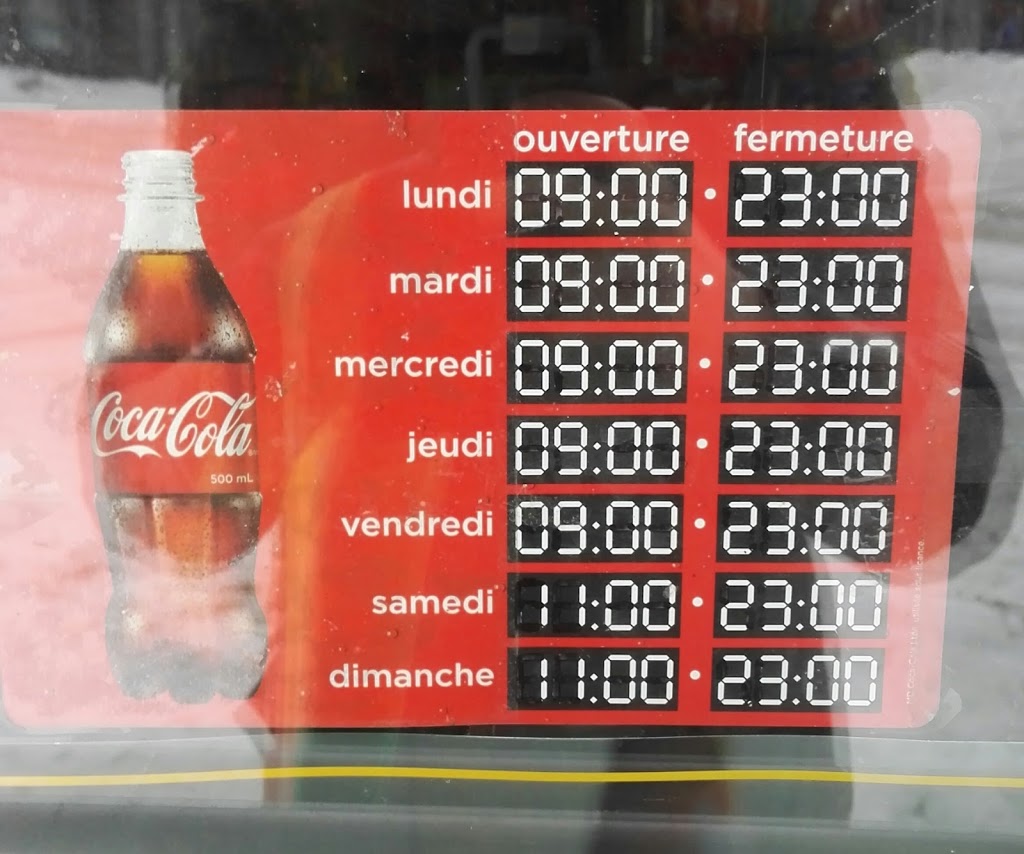 ouverture fermeture
lundi 09:00 • 23:00
mardi 09:00 • 23:00
mercredi 09:00 • 23:00
jeudi 09:00 • 23:00
vendredi 09:00 • 23:00
samedi 11:00 • 23:00
dimanche 11:00 • 23:00
Coca-Cola
500 mL